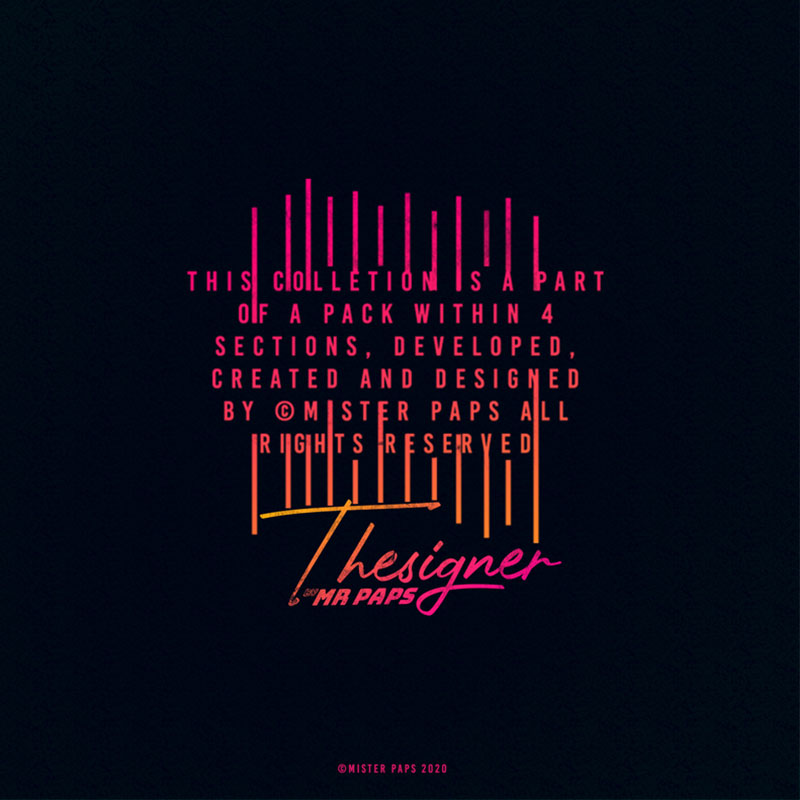 THIS COLLETION IS A PART
OF A PACK WITHIN 4
SECTIONS, DEVELOPED,
CREATED AND DESIGNED
BY ©MISTER PAPS ALL
RIGHTS RESERVED
Thesigner
BY MR PAPS
©MISTER PAPS 2020